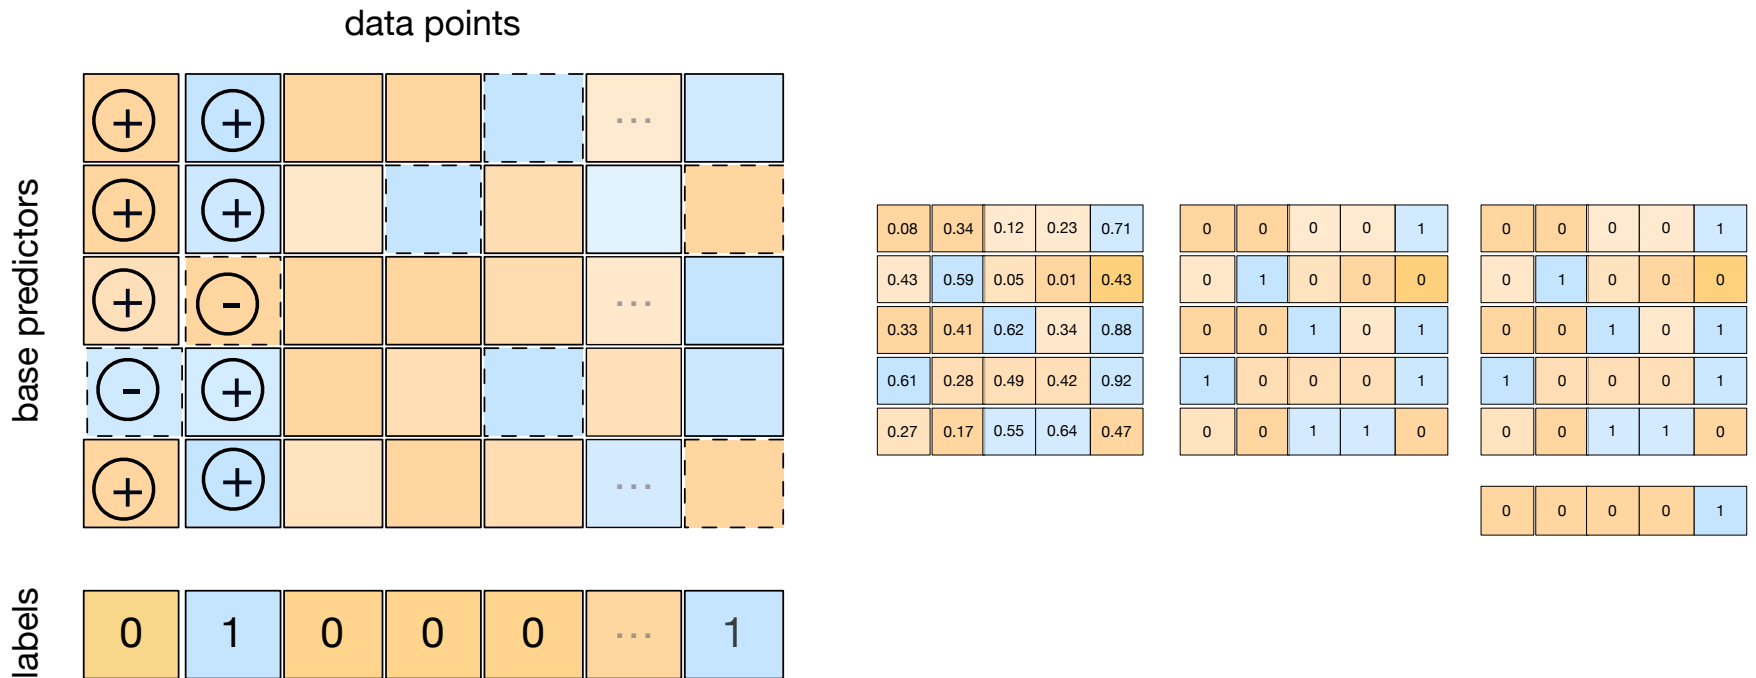 data points
base predictors
+ + ...
+ +
+ - ...
- +
+ + ...
labels
0 1 0 0 0 ... 1
0.08 0.34 0.12 0.23 0.71
0.43 0.59 0.05 0.01 0.43
0.33 0.41 0.62 0.34 0.88
0.61 0.28 0.49 0.42 0.92
0.27 0.17 0.55 0.64 0.47
0 0 0 0 1
0 1 0 0 0
0 0 1 0 1
1 0 0 0 1
0 0 1 1 0
0 0 0 0 1
0 1 0 0 0
0 0 1 0 1
1 0 0 0 1
0 0 1 1 0
0 0 0 0 1